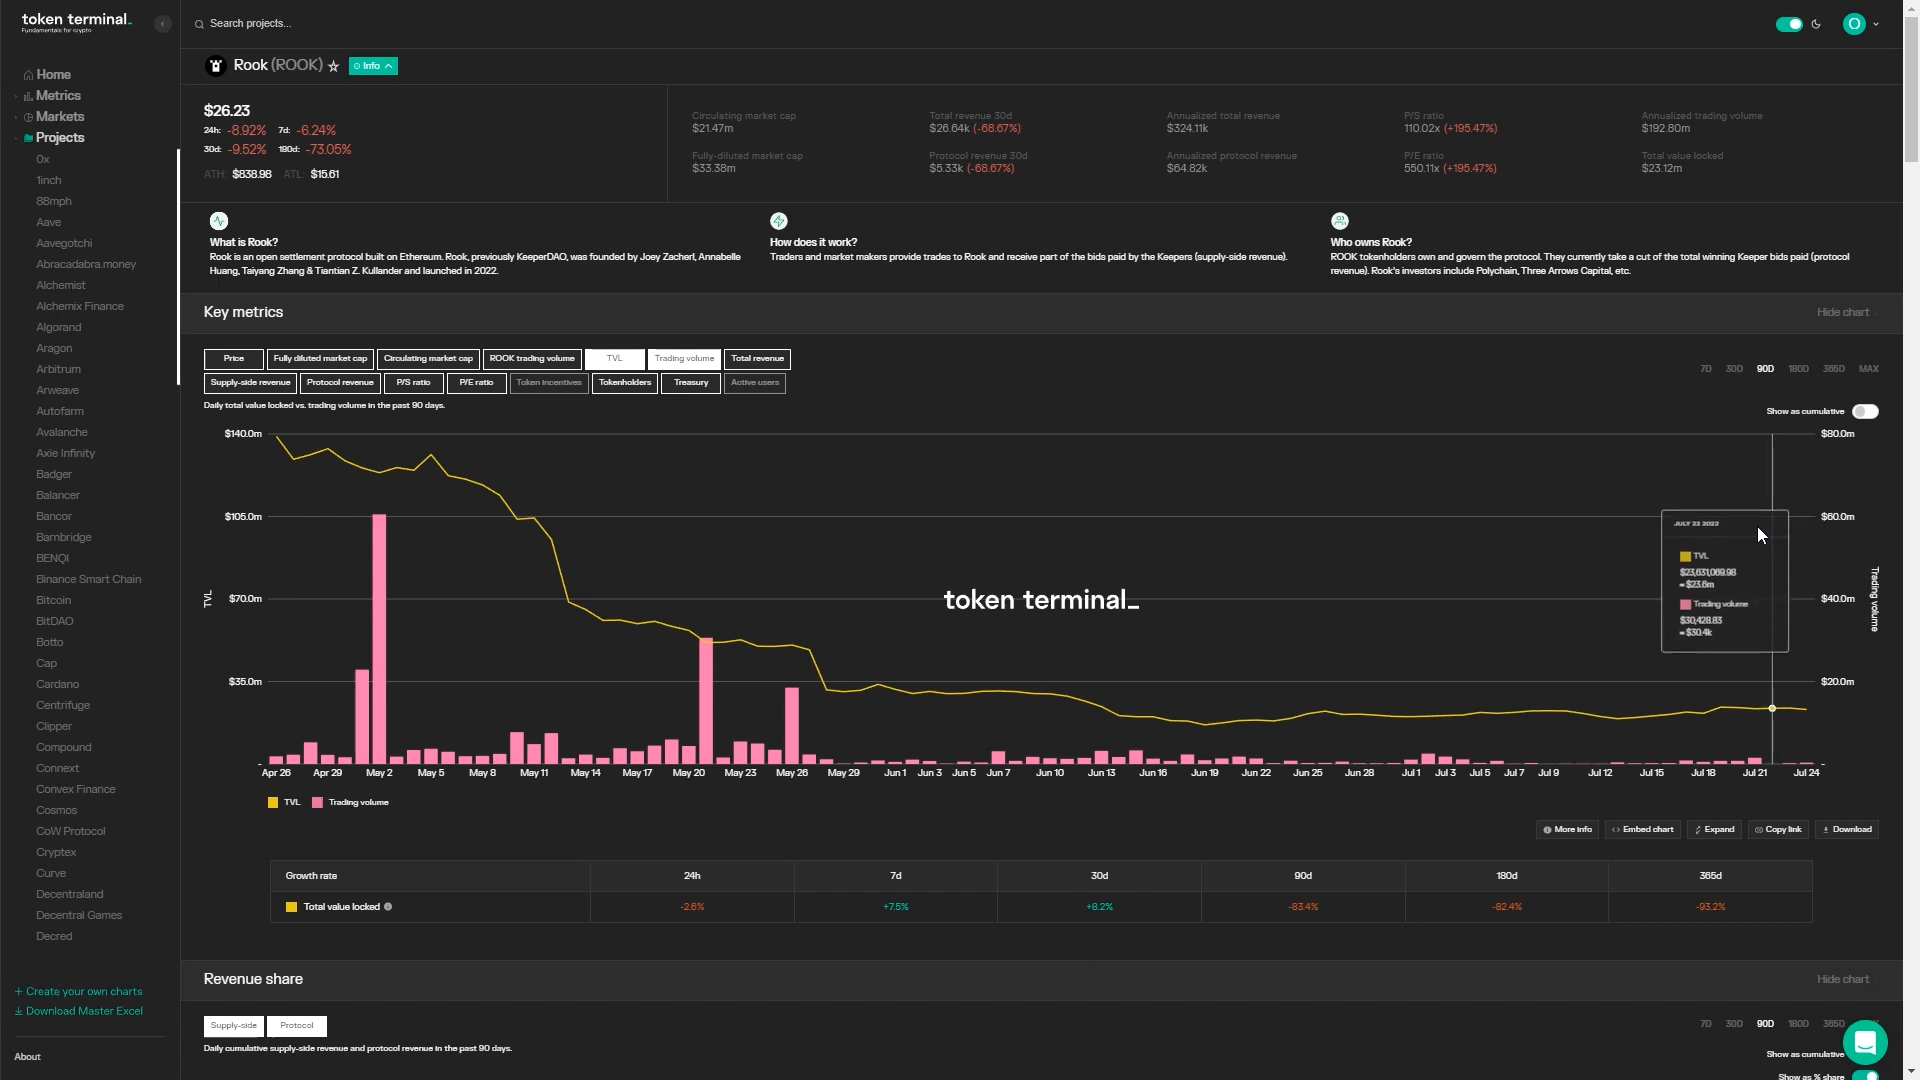 token terminal_
Fundamentals for crypto
Search projects...
O
Home
Metrics
Markets
Projects
0x
1inch
88mph
Aave
Aavegotchi
Abracadabra.money
Alchemist
Alchemix Finance
Algorand
Aragon
Arbitrum
Arweave
Autofarm
Avalanche
Axie Infinity
Badger
Balancer
Bancor
Barnbridge
BENQI
Binance Smart Chain
Bitcoin
BitDAO
Botto
Cap
Cardano
Centrifuge
Clipper
Compound
Connext
Convex Finance
Cosmos
CoW Protocol
Cryptex
Curve
Decentraland
Decentral Games
Decred
+ Create your own charts
Download Master Excel
About
Rook (ROOK) Info
$26.23
24h: -8.92% 7d: -6.24%
30d: -9.52% 180d: -73.05%
ATH: $838.98 ATL: $15.61
Circulating market cap
$21.47m
Total revenue 30d
$26.64k (-68.67%)
Annualized total revenue
$324.11k
P/S ratio
110.02x (+195.47%)
Annualized trading volume
$192.80m
Fully-diluted market cap
$33.38m
Protocol revenue 30d
$5.33k (-68.67%)
Annualized protocol revenue
$64.82k
P/E ratio
550.11x (+195.47%)
Total value locked
$23.12m
What is Rook?
Rook is an open settlement protocol built on Ethereum. Rook, previously KeeperDAO, was founded by Joey Zacherl, Annabelle
Huang, Taiyang Zhang & Tiantian Z. Kullander and launched in 2022.
How does it work?
Traders and market makers provide trades to Rook and receive part of the bids paid by the Keepers (supply-side revenue).
Who owns Rook?
ROOK tokenholders own and govern the protocol. They currently take a cut of the total winning Keeper bids paid (protocol
revenue). Rook's investors include Polychain, Three Arrows Capital, etc.
Key metrics
Hide chart
Price Fully diluted market cap Circulating market cap ROOK trading volume TVL Trading volume Total revenue
Supply-side revenue Protocol revenue P/S ratio P/E ratio Token incentives Tokenholders Treasury Active users
7D 30D 90D 180D 365D MAX
Daily total value locked vs. trading volume in the past 90 days.
Show as cumulative
$140.0m
$105.0m
$70.0m
$35.0m
-
TVL
$80.0m
$60.0m
$40.0m
$20.0m
-
Trading volume
token terminal_
JULY 22 2022
TVL
$23,631,069.98
≈ $23.6m
Trading volume
$30,428.83
≈ $30.4k
Apr 26 Apr 29 May 2 May 5 May 8 May 11 May 14 May 17 May 20 May 23 May 26 May 29 Jun 1 Jun 3 Jun 5 Jun 7 Jun 10 Jun 13 Jun 16 Jun 19 Jun 22 Jun 25 Jun 28 Jul 1 Jul 3 Jul 5 Jul 7 Jul 9 Jul 12 Jul 15 Jul 18 Jul 21 Jul 24
TVL Trading volume
More info Embed chart Expand Copy link Download
Growth rate 24h 7d 30d 90d 180d 365d
Total value locked -2.6% +7.5% +8.2% -83.4% -82.4% -93.2%
Revenue share
Hide chart
Supply-side Protocol
7D 30D 90D 180D 365D
Daily cumulative supply-side revenue and protocol revenue in the past 90 days.
Show as cumulative
Show as % share